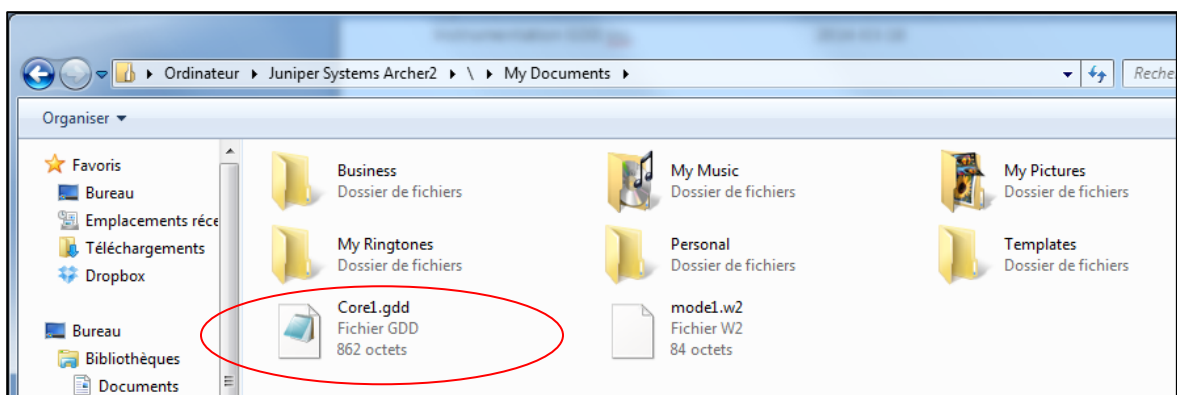 Instrumentation GDD
Ordinateur ▸ Juniper Systems Archer2 ▸ \ ▸ My Documents ▸
Reche
Organiser
Favoris
Bureau
Emplacements réce
Téléchargements
Dropbox
Bureau
Bibliothèques
Documents
Business
Dossier de fichiers
My Music
Dossier de fichiers
My Pictures
Dossier de fichiers
My Ringtones
Dossier de fichiers
Personal
Dossier de fichiers
Templates
Dossier de fichiers
Core1.gdd
Fichier GDD
862 octets
mode1.w2
Fichier W2
84 octets